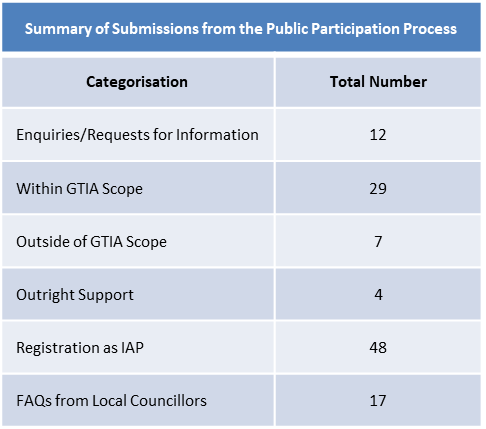 Summary of Submissions from the Public Participation Process
Categorisation Total Number
Enquiries/Requests for Information 12
Within GTIA Scope 29
Outside of GTIA Scope 7
Outright Support 4
Registration as IAP 48
FAQs from Local Councillors 17